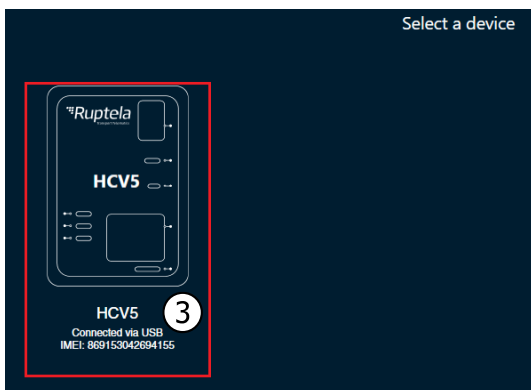 Select a device
Ruptela
HCV5
HCV5
3
Connected via USB
IMEI: 869153042694155